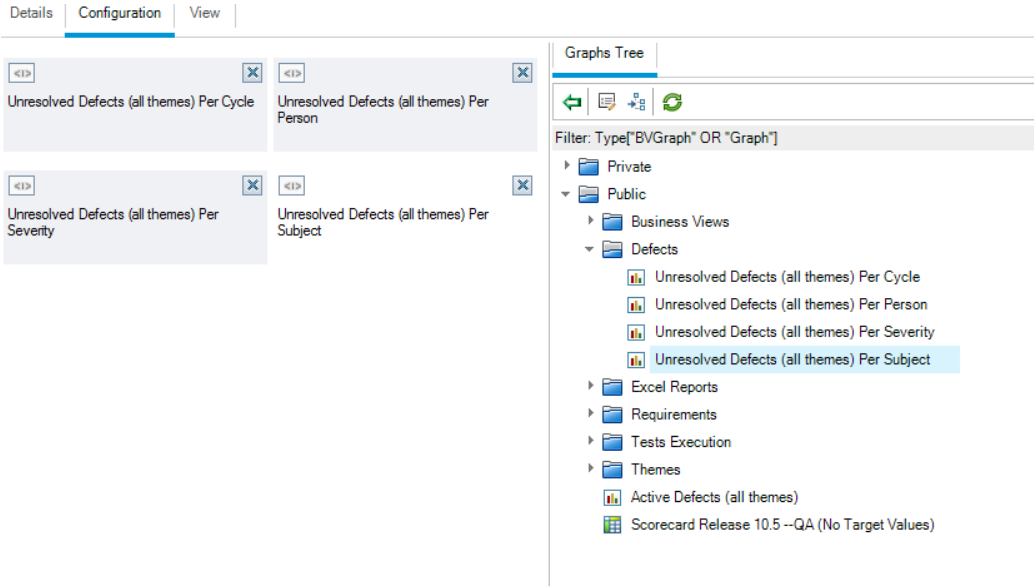 Details
Configuration
View
Unresolved Defects (all themes) Per Cycle
Unresolved Defects (all themes) Per
Person
Unresolved Defects (all themes) Per
Severity
Unresolved Defects (all themes) Per
Subject
Graphs Tree
Filter: Type["BVGraph" OR "Graph"]
Private
Public
Business Views
Defects
Unresolved Defects (all themes) Per Cycle
Unresolved Defects (all themes) Per Person
Unresolved Defects (all themes) Per Severity
Unresolved Defects (all themes) Per Subject
Excel Reports
Requirements
Tests Execution
Themes
Active Defects (all themes)
Scorecard Release 10.5 --QA (No Target Values)